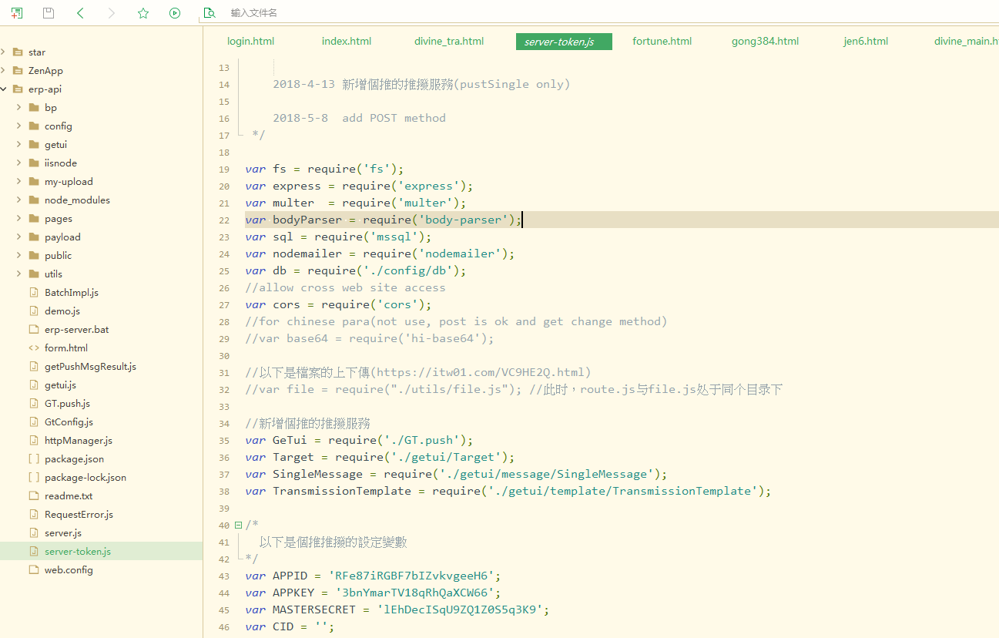 输入文件名
login.html index.html divine_tra.html server-token.js fortune.html gong384.html jen6.html divine_main.h
star
ZenApp
erp-api
bp
config
getui
iisnode
my-upload
node_modules
pages
payload
public
utils
BatchImpl.js
demo.js
erp-server.bat
form.html
getPushMsgResult.js
getui.js
GT.push.js
GtConfig.js
httpManager.js
package.json
package-lock.json
readme.txt
RequestError.js
server.js
server-token.js
web.config
13
14 2018-4-13 新增個推的推撥服務(pustSingle only)
15
16 2018-5-8  add POST method
17 */
18
19 var fs = require('fs');
20 var express = require('express');
21 var multer  = require('multer');
22 var bodyParser = require('body-parser');
23 var sql = require('mssql');
24 var nodemailer = require('nodemailer');
25 var db = require('./config/db');
26 //allow cross web site access
27 var cors = require('cors');
28 //for chinese para(not use, post is ok and get change method)
29 //var base64 = require('hi-base64');
30
31 //以下是檔案的上下傳(https://itw01.com/VC9HE2Q.html)
32 //var file = require("./utils/file.js"); //此时，route.js与file.js处于同个目录下
33
34 //新增個推的推撥服務
35 var GeTui = require('./GT.push');
36 var Target = require('./getui/Target');
37 var SingleMessage = require('./getui/message/SingleMessage');
38 var TransmissionTemplate = require('./getui/template/TransmissionTemplate');
39
40 /*
41 以下是個推推撥的設定變數
42 */
43 var APPID = 'RFe87iRGBF7bIZvkvgeeH6';
44 var APPKEY = '3bnYmarTV18qRhQaXCW66';
45 var MASTERSECRET = 'lEhDecISqU9ZQ1Z0S5q3K9';
46 var CID = '';